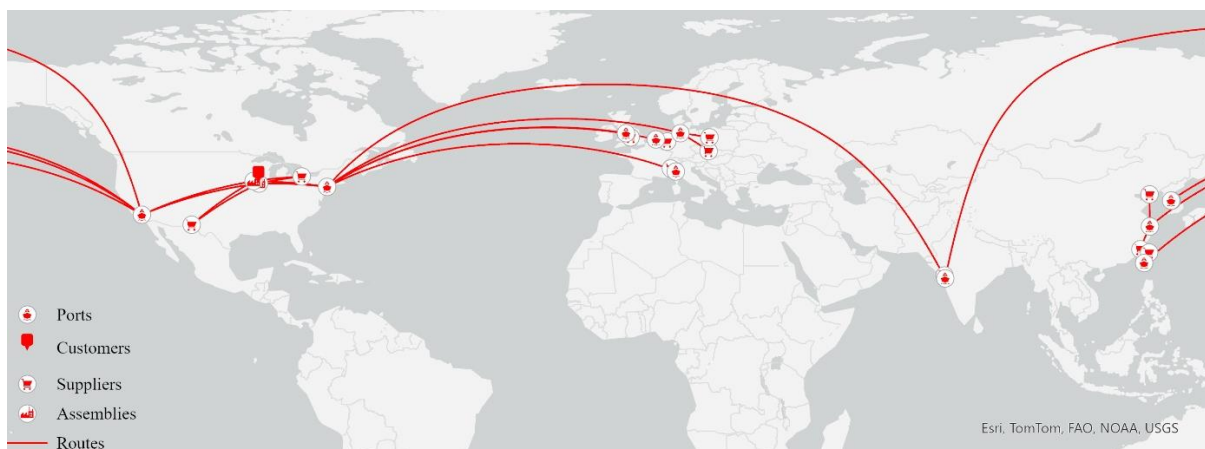 Ports
Customers
Suppliers
Assemblies
Routes
Esri, TomTom, FAO, NOAA, USGS